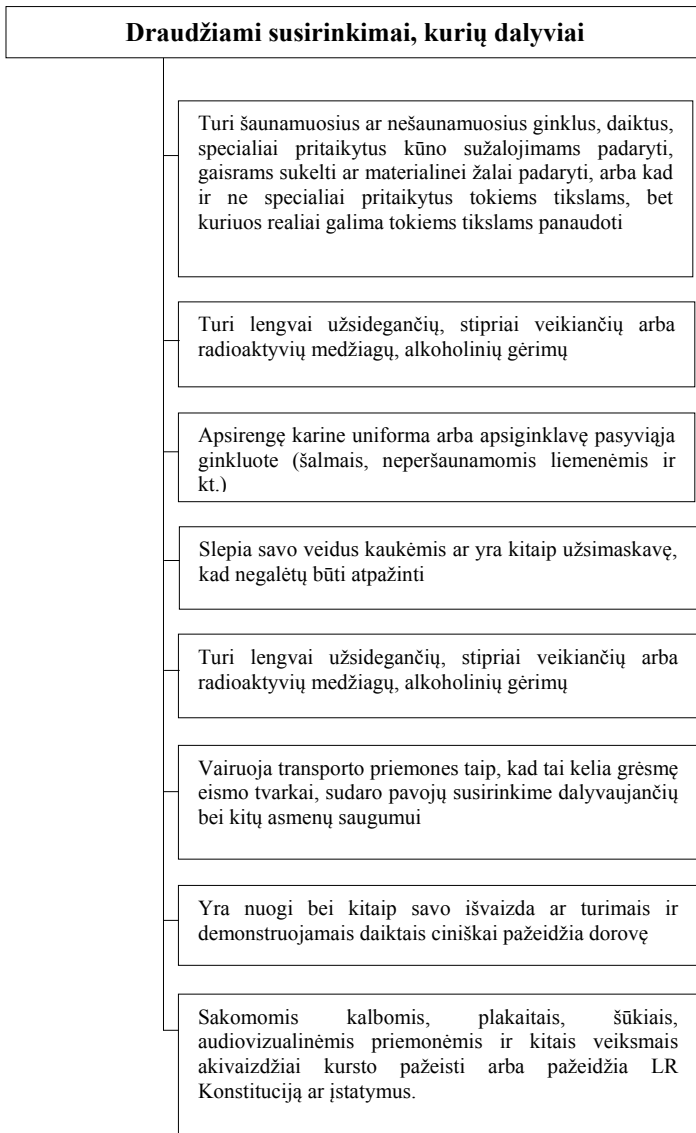 Draudžiami susirinkimai, kurių dalyviai
Turi šaunamuosius ar nešaunamuosius ginklus, daiktus,
specialiai pritaikytus kūno sužalojimams padaryti,
gaisrams sukelti ar materialinei žalai padaryti, arba kad
ir ne specialiai pritaikytus tokiems tikslams, bet
kuriuos realiai galima tokiems tikslams panaudoti
Turi lengvai užsidegančių, stipriai veikiančių arba
radioaktyvių medžiagų, alkoholinių gėrimų
Apsirengę karine uniforma arba apsiginklavę pasyviąja
ginkluote (šalmais, neperšaunamomis liemenėmis ir
kt.)
Slepia savo veidus kaukėmis ar yra kitaip užsimaskavę,
kad negalėtų būti atpažinti
Turi lengvai užsidegančių, stipriai veikiančių arba
radioaktyvių medžiagų, alkoholinių gėrimų
Vairuoja transporto priemones taip, kad tai kelia grėsmę
eismo tvarkai, sudaro pavojų susirinkime dalyvaujančių
bei kitų asmenų saugumui
Yra nuogi bei kitaip savo išvaizda ar turimais ir
demonstruojamais daiktais ciniškai pažeidžia dorovę
Sakomomis kalbomis, plakaitais, šūkiais,
audiovizualinėmis priemonėmis ir kitais veiksmais
akivaizdžiai kursto pažeisti arba pažeidžia LR
Konstituciją ar įstatymus.